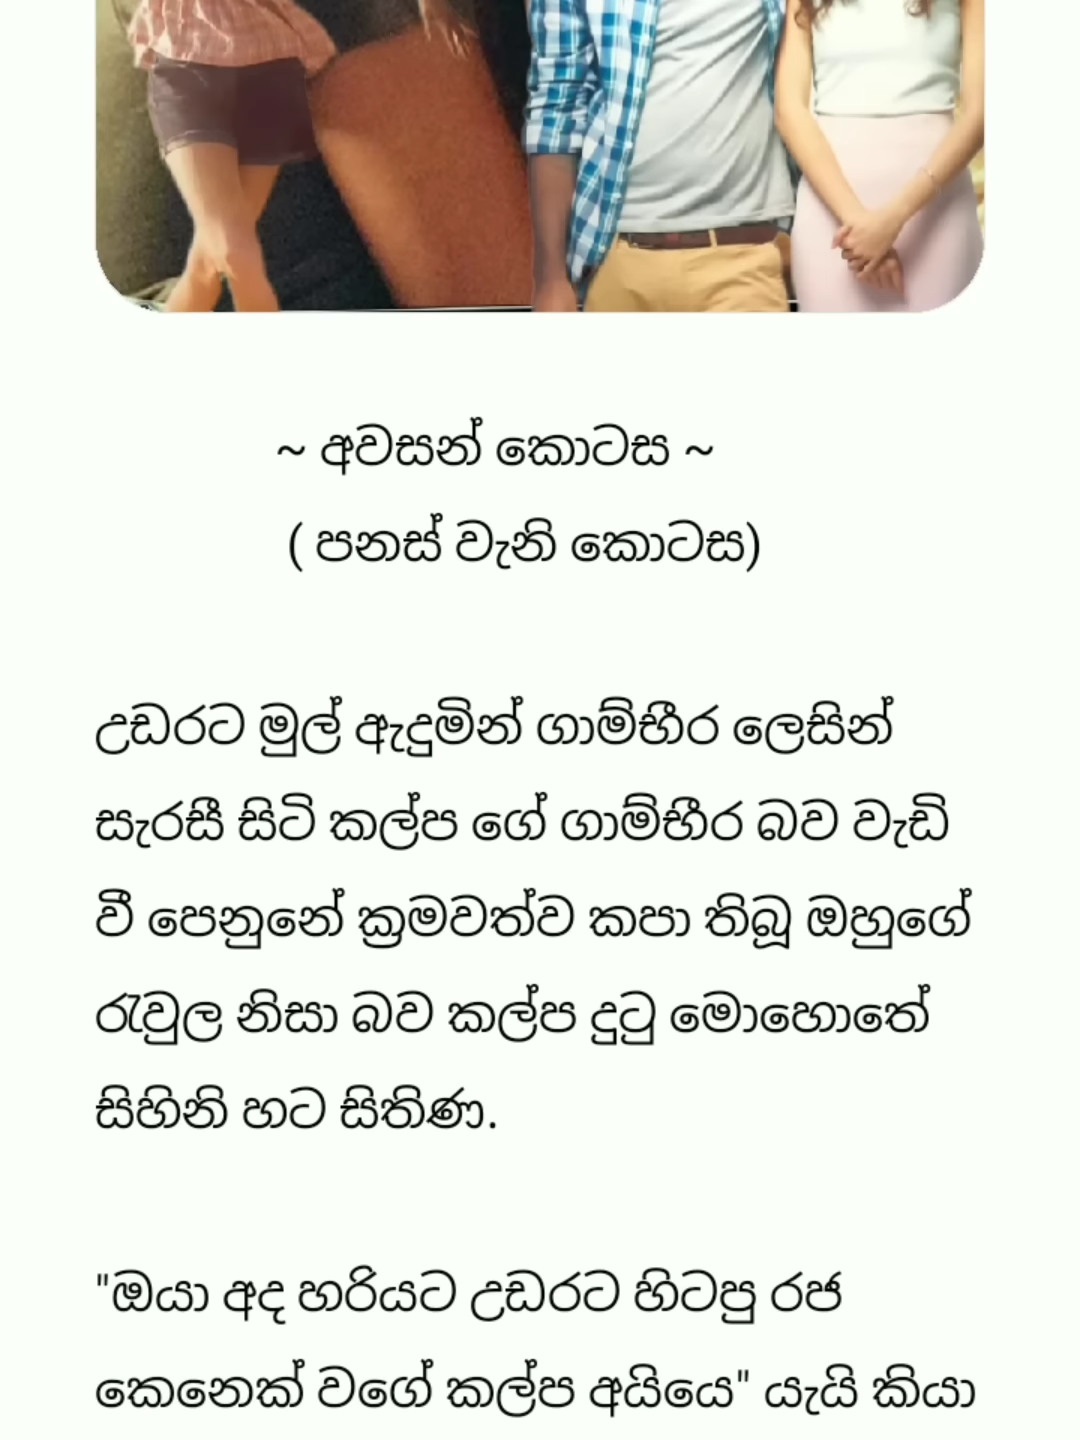 ~ අවසන් කොටස ~
( පනස් වැනි කොටස)
උඩරට මුල් ඇඳුමින් ගාම්භීර ලෙසින්
සැරසී සිටි කල්ප ගේ ගාම්භීර බව වැඩි
වී පෙනුනේ ක්‍රමවත්ව කපා තිබූ ඔහුගේ
රැවුල නිසා බව කල්ප දුටු මොහොතේ
සිහිනි හට සිතිණ.
"ඔයා අද හරියට උඩරට හිටපු රජ
කෙනෙක් වගේ කල්ප අයියෙ" යැයි කියා